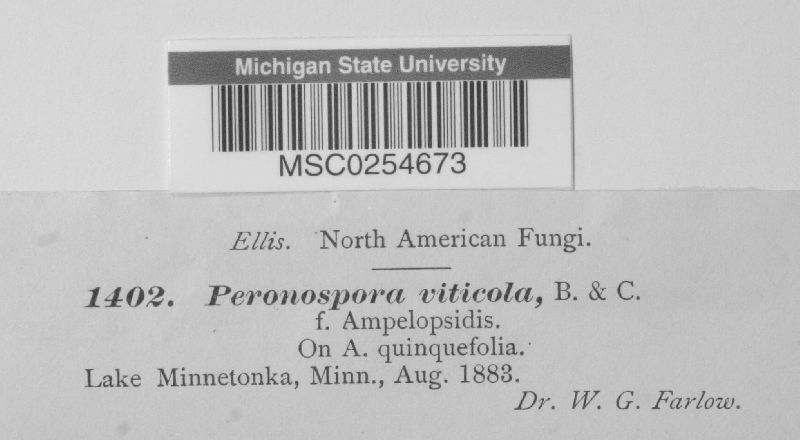 Michigan State University
MSC0254673
Ellis. North American Fungi.
1402. Peronospora viticola, B. & C.
f. Ampelopsidis.
On A. quinquefolia.
Lake Minnetonka, Minn., Aug. 1883.
Dr. W. G. Farlow.